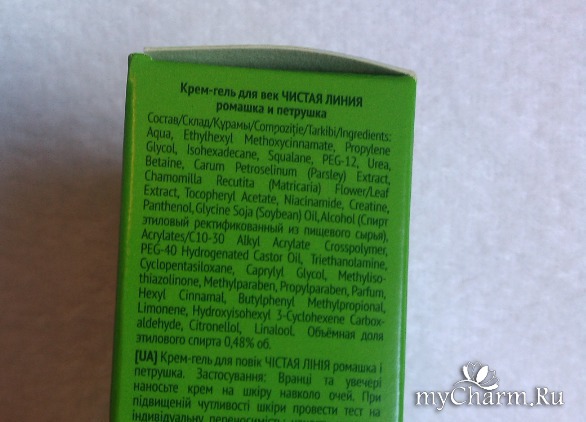 Крем-гель для век ЧИСТАЯ ЛИНИЯ
ромашка и петрушка
Состав/Склад/Құрамы/Compoziţie/Tarkibi/Ingredients:
Aqua, Ethylhexyl Methoxycinnamate, Propylene
Glycol, Isohexadecane, Squalane, PEG-12, Urea,
Betaine, Carum Petroselinum (Parsley) Extract,
Chamomilla Recutita (Matricaria) Flower/Leaf
Extract, Tocopheryl Acetate, Niacinamide, Creatine,
Panthenol, Glycine Soja (Soybean) Oil, Alcohol (Спирт
этиловый ректификованный из пищевого сырья),
Acrylates/C10-30 Alkyl Acrylate Crosspolymer,
PEG-40 Hydrogenated Castor Oil, Triethanolamine,
Cyclopentasiloxane, Caprylyl Glycol, Methyliso-
thiazolinone, Methylparaben, Propylparaben, Parfum,
Hexyl Cinnamal, Butylphenyl Methylpropional,
Limonene, Hydroxyisohexyl 3-Cyclohexene Carbox-
aldehyde, Citronellol, Linalool. Объёмная доля
этилового спирта 0,48% об.
[UA] Крем-гель для повік ЧІСТАЯ ЛІНІЯ ромашка і
петрушка. Застосування: Вранці та увечері
наносьте крем на шкіру навколо очей. При
підвищеній чутливості шкіри провести тест на
індивідуальну переносимість:
myCharm.Ru